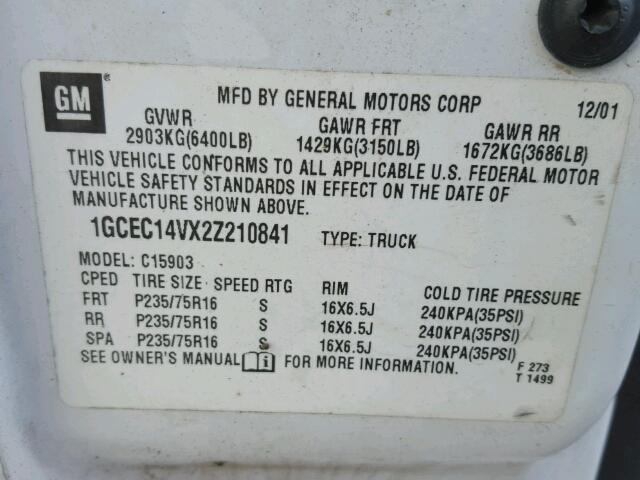 GM ®
MFD BY GENERAL MOTORS CORP 12/01
GVWR GAWR FRT GAWR RR
2903KG(6400LB) 1429KG(3150LB) 1672KG(3686LB)
THIS VEHICLE CONFORMS TO ALL APPLICABLE U.S. FEDERAL MOTOR
VEHICLE SAFETY STANDARDS IN EFFECT ON THE DATE OF
MANUFACTURE SHOWN ABOVE.
1GCEC14VX2Z210841 TYPE: TRUCK
MODEL: C15903
CPED TIRE SIZE SPEED RTG RIM COLD TIRE PRESSURE
FRT P235/75R16 S 16X6.5J 240KPA(35PSI)
RR P235/75R16 S 16X6.5J 240KPA(35PSI)
SPA P235/75R16 S 16X6.5J 240KPA(35PSI)
SEE OWNER'S MANUAL i FOR MORE INFORMATION.
F 273
T 1499